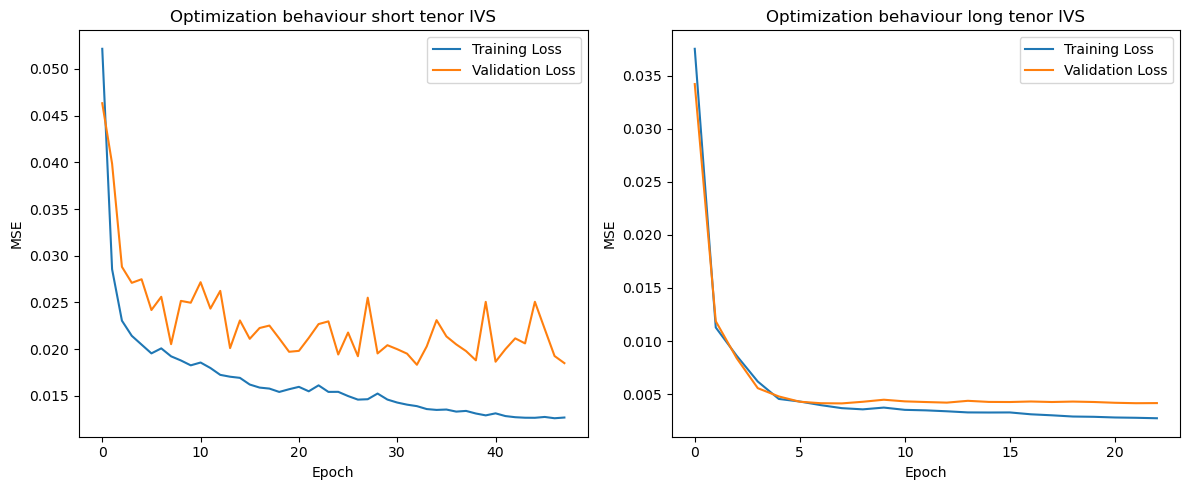 Optimization behaviour short tenor IVS
Training Loss
Validation Loss
0.050
0.045
0.040
0.035
0.030
0.025
0.020
0.015
MSE
0
10
20
30
40
Epoch
Optimization behaviour long tenor IVS
Training Loss
Validation Loss
0.035
0.030
0.025
0.020
0.015
0.010
0.005
MSE
0
5
10
15
20
Epoch